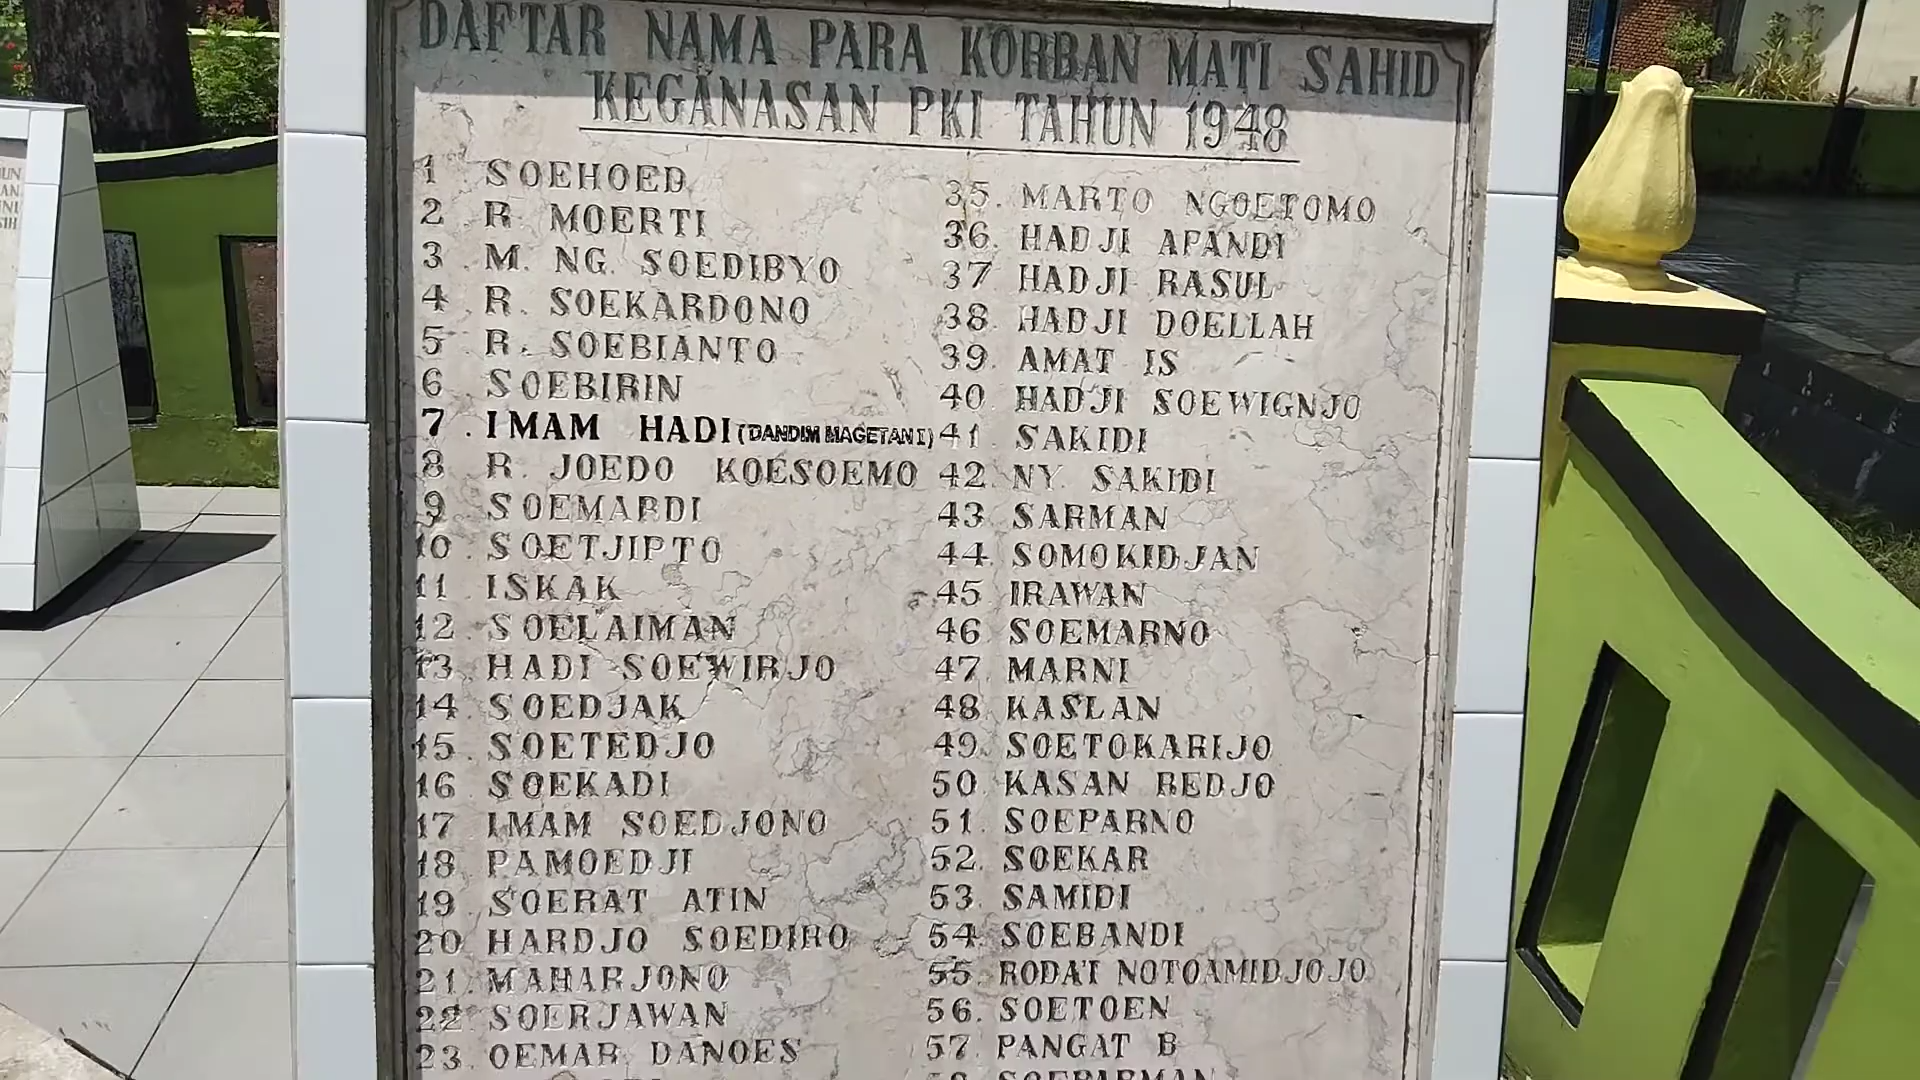 DAFTAR NAMA PARA KORBAN MATI SAHID
KEGANASAN PKI TAHUN 1948
1 SOEHOED
2 R. MOERTI
3. M. NG. SOEDIBYO
4. R. SOEKARDONO
5. R. SOEBIANTO
6 SOEBIRIN
7. IMAM HADI (DANDIM MAGETAN I)
8 R. JOEDO KOESOEMO
9 SOEMARDI
10. SOETJIPTO
11 ISKAK
12. SOELAIMAN
13. HADI SOEWIRJO
14 SOEDJAK
15 SOETEDJO
16 SOEKADI
17 IMAM SOEDJONO
18 PAMOEDJI
19 SOERAT ATIN
20 HARDJO SOEDIRO
21. MAHARJONO
22. SOERJAWAN
23. OEMAR DANOES
35. MARTO NGOETOMO
36. HADJI APANDI
37 HADJI RASUL
38. HADJI DOELLAH
39. AMAT IS
40. HADJI SOEWIGNJO
41. SAKIDI
42. NY. SAKIDI
43. SARMAN
44. SOMOKIDJAN
45. IRAWAN
46 SOEMARNO
47. MARNI
48. KASLAN
49. SOETOKARIJO
50 KASAN REDJO
51. SOEPARNO
52. SOEKAR
53. SAMIDI
54. SOEBANDI
55. RODA'I NOTOAMIDJOJO
56. SOETOEN
57. PANGAT B